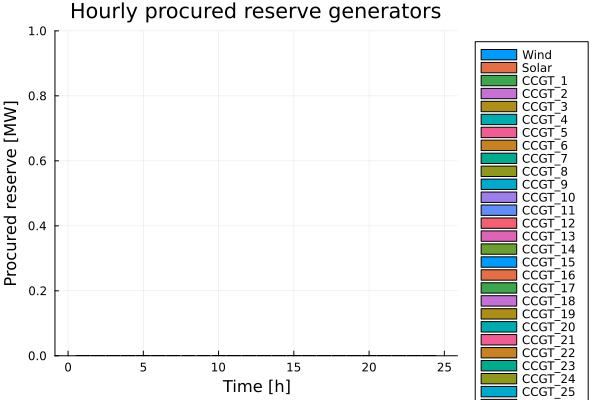 Hourly procured reserve generators
Procured reserve [MW]
1.0
0.8
0.6
0.4
0.2
0.0
0 5 10 15 20 25
Time [h]
Wind
Solar
CCGT_1
CCGT_2
CCGT_3
CCGT_4
CCGT_5
CCGT_6
CCGT_7
CCGT_8
CCGT_9
CCGT_10
CCGT_11
CCGT_12
CCGT_13
CCGT_14
CCGT_15
CCGT_16
CCGT_17
CCGT_18
CCGT_19
CCGT_20
CCGT_21
CCGT_22
CCGT_23
CCGT_24
CCGT_25